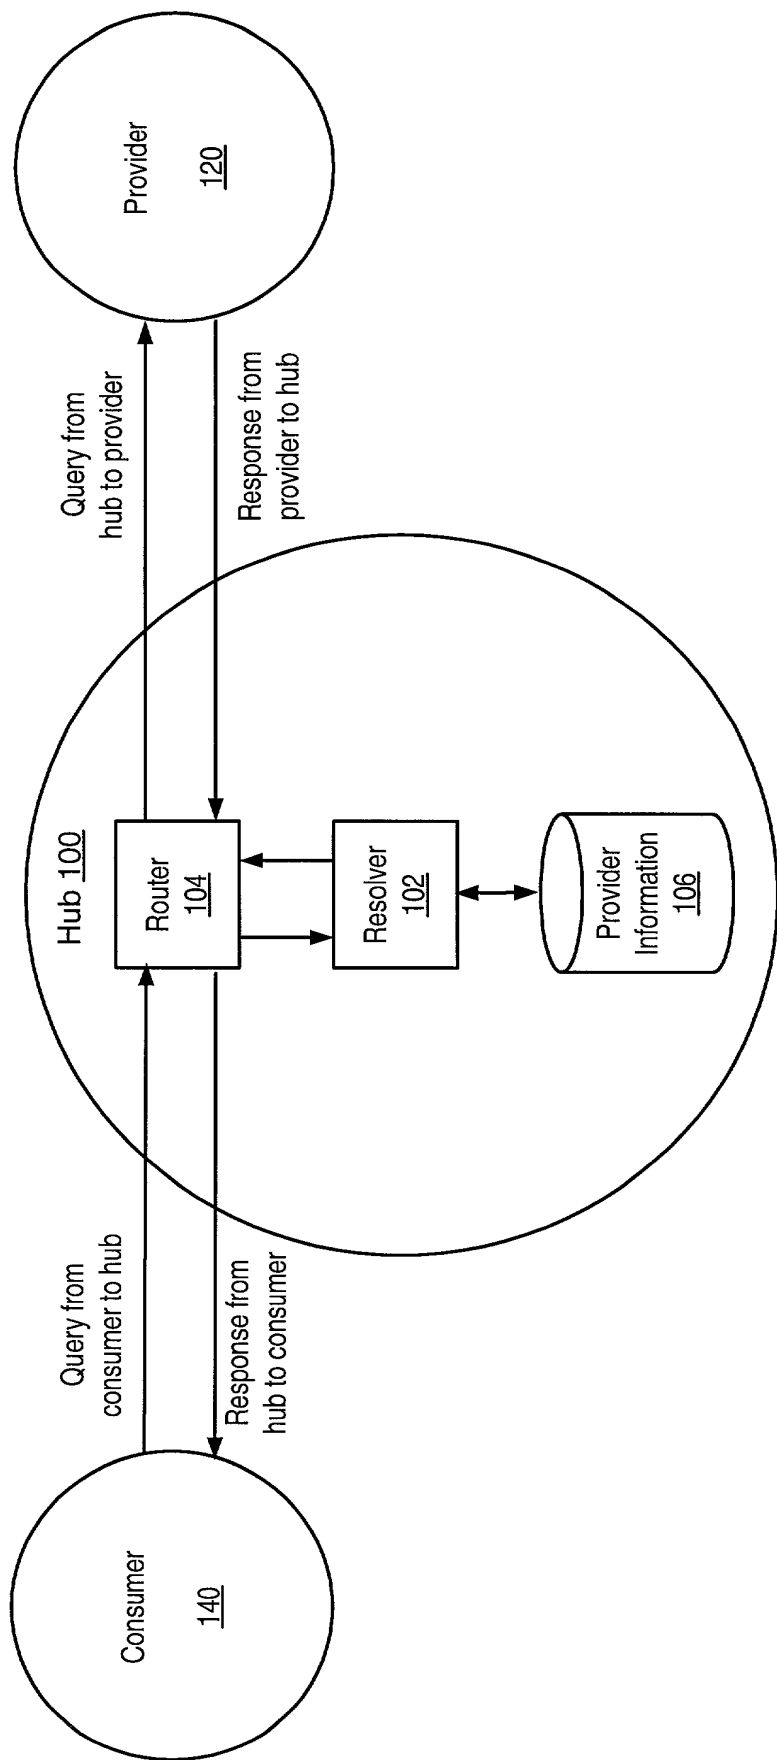 Consumer
140
Query from
consumer to hub
Response from
hub to consumer
Hub 100
Router
104
Resolver
102
Provider
Information
106
Query from
hub to provider
Response from
provider to hub
Provider
120